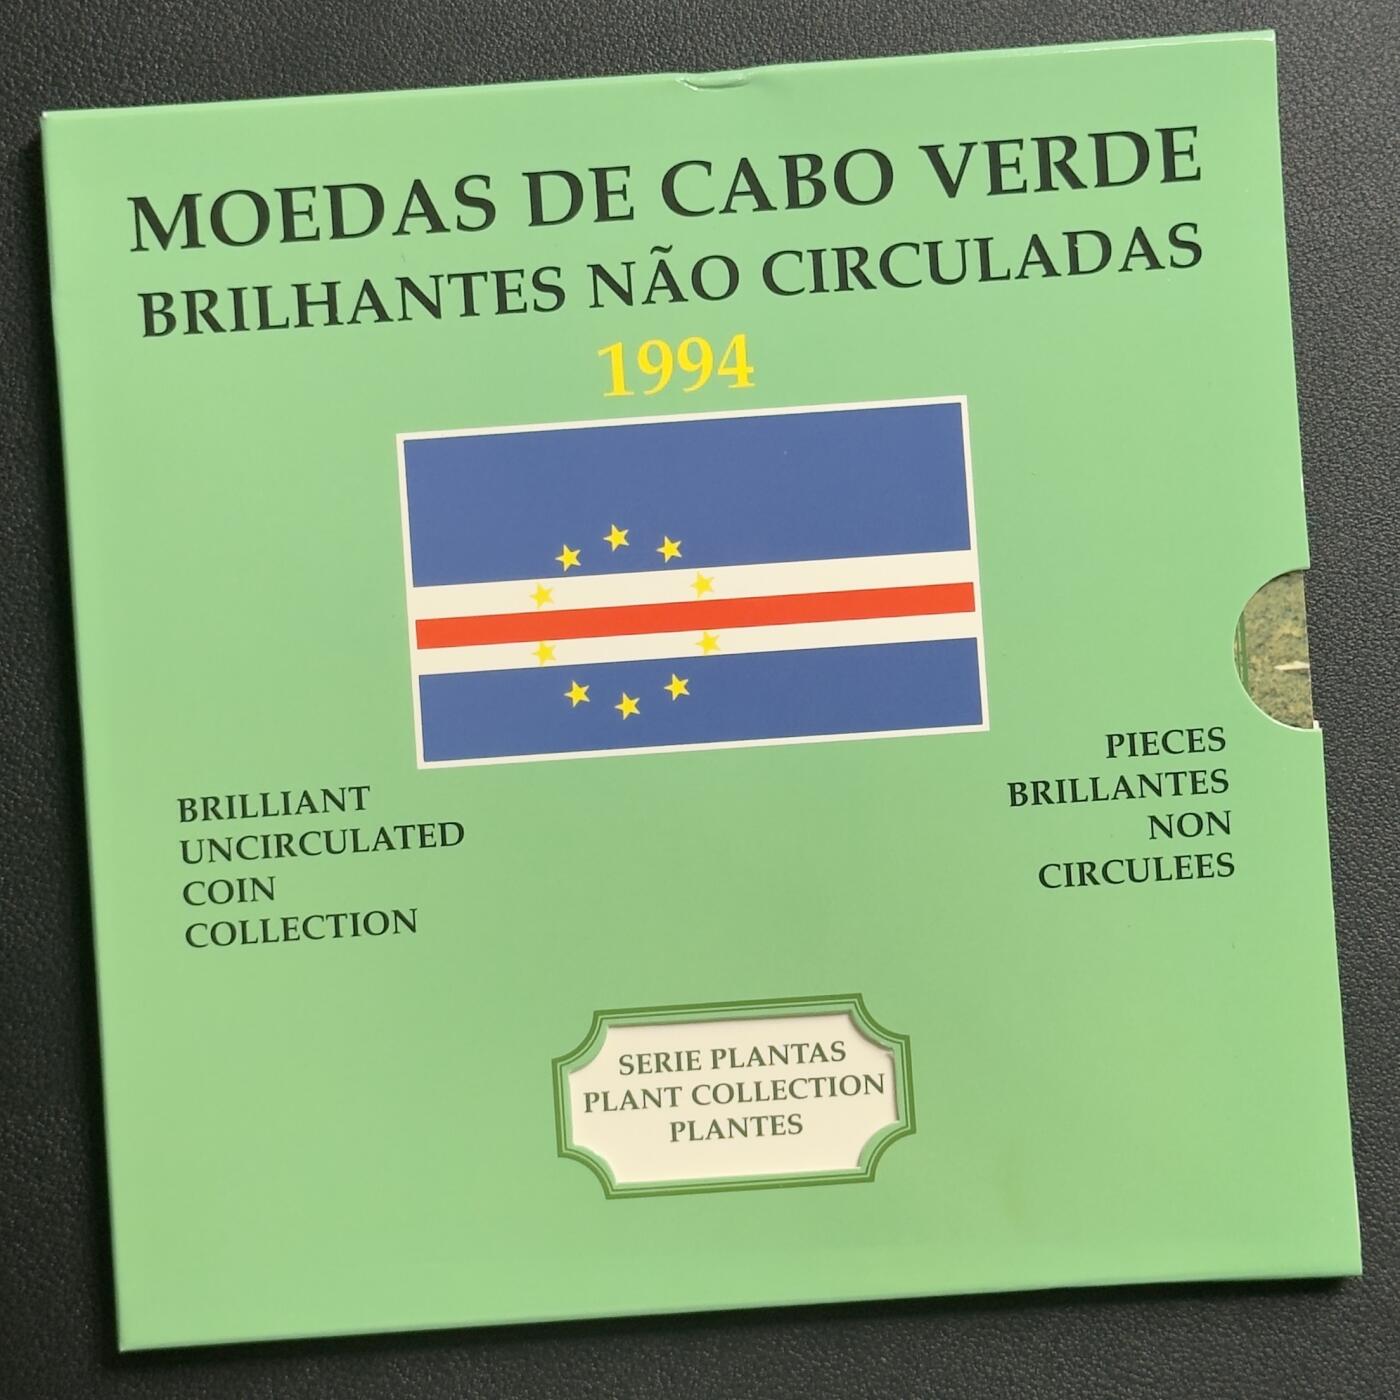 MOEDAS DE CABO VERDE
BRILHANTES NÃO CIRCULADAS
1994
BRILLIANT
UNCIRCULATED
COIN
COLLECTION
PIECES
BRILLANTES
NON
CIRCULEES
SERIE PLANTAS
PLANT COLLECTION
PLANTES